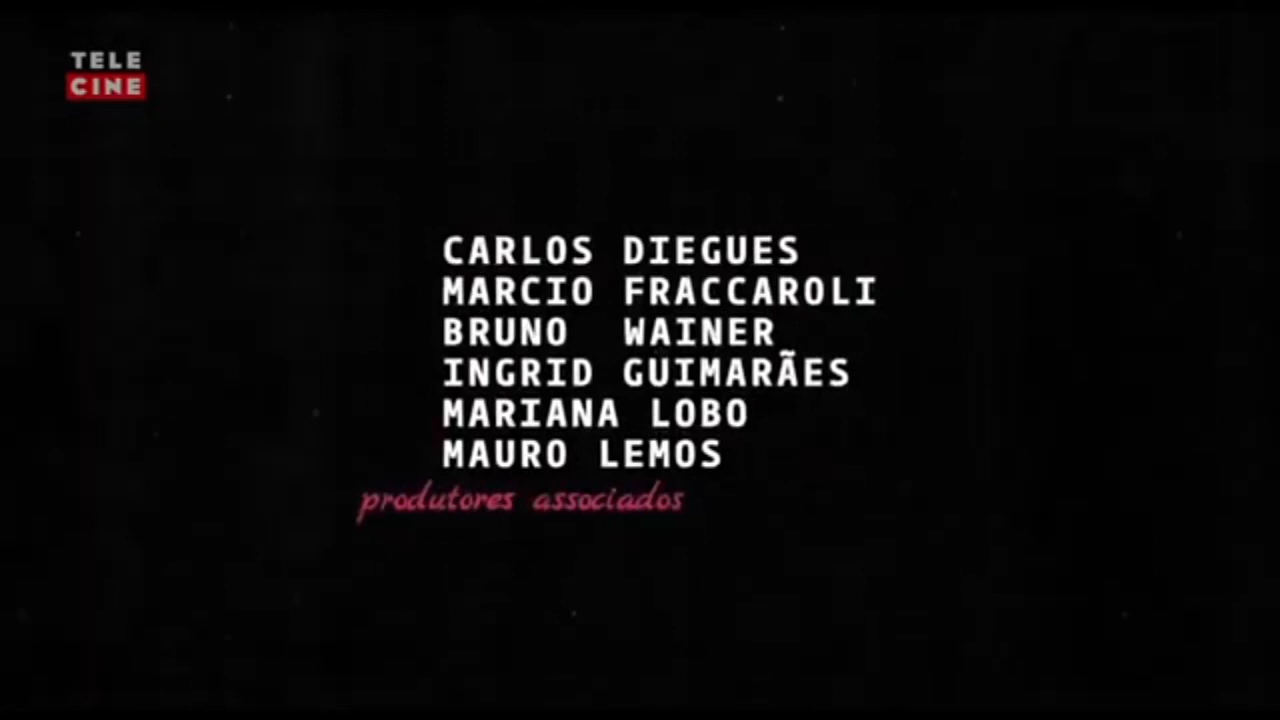 TELE
CINE
CARLOS DIEGUES
MARCIO FRACCAROLI
BRUNO WAINER
INGRID GUIMARÃES
MARIANA LOBO
MAURO LEMOS
produtores associados